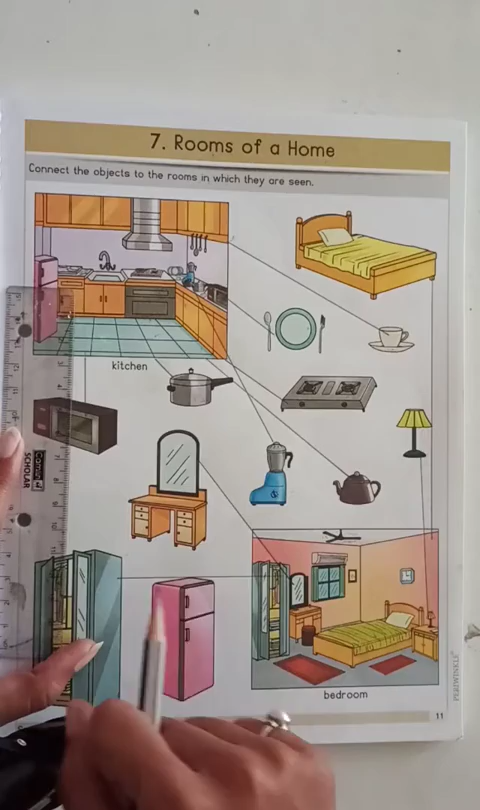 7. Rooms of a Home
Connect the objects to the rooms in which they are seen.
kitchen
SCHOLAR
bedroom
PERIWINKLE
11